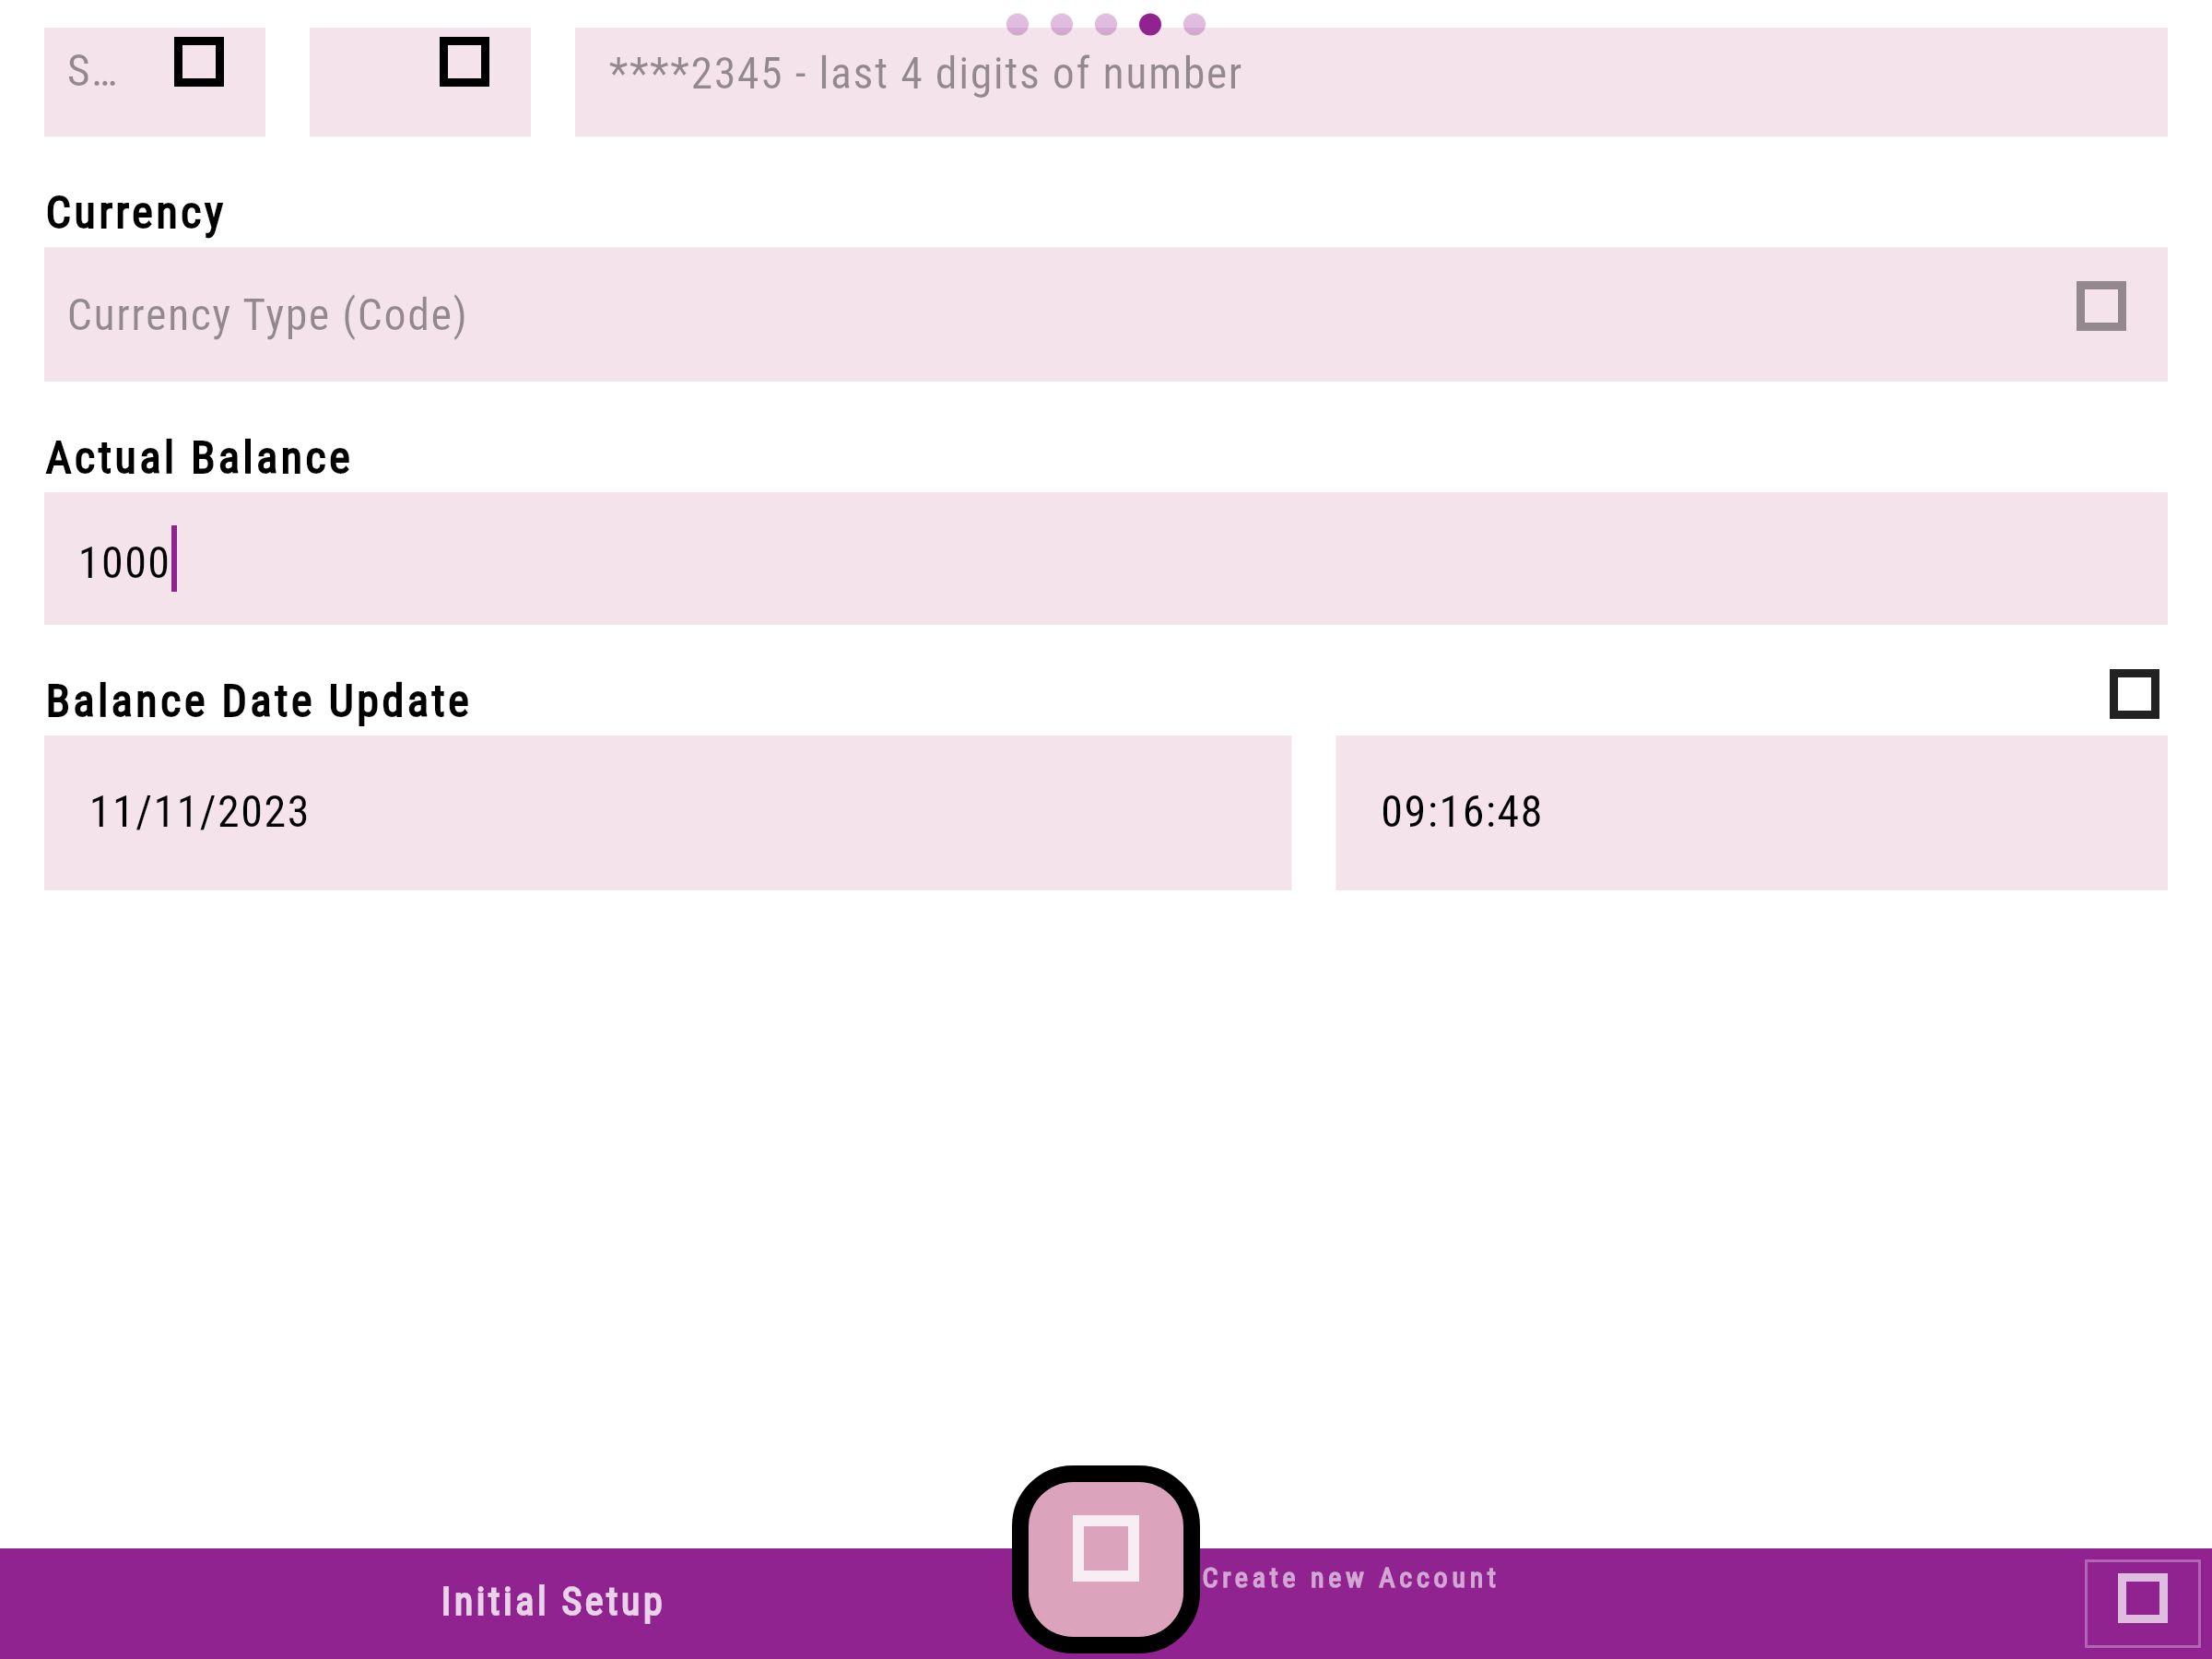 S… ****2345 - last 4 digits of number
Currency
Currency Type (Code)
Actual Balance
1000
Balance Date Update
11/11/2023 09:16:48
Create new Account
Initial Setup